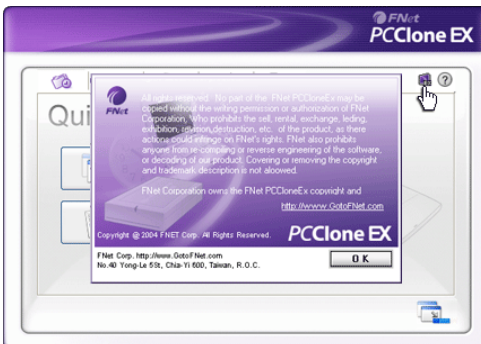 FNet
PCClone EX
Qui
FNet
All rights reserved. No part of the FNet PCCloneEx may be
copied without the writing permission or authorization of FNet
Corporation, Who prohibits the sell, rental, exchange, leding,
exhibition, revision,destruction, etc. of the product, as there
actions could infringe on FNet's rights. FNet also prohibits
anyone from re-compiling or reverse engineering of the software,
or decoding of our product. Covering or removing the copyright
and trademark description is not aloowed.
FNet Corporation owns the FNet PCCloneEx copyright and
http://www.GotoFNet.com
Copyright @ 2004 FNET Corp. All Rights Reserved.
PCClone EX
FNet Corp. http://www.GotoFNet.com
No.40 Yong-Le 5St, Chia-Yi 600, Taiwan, R.O.C.
OK